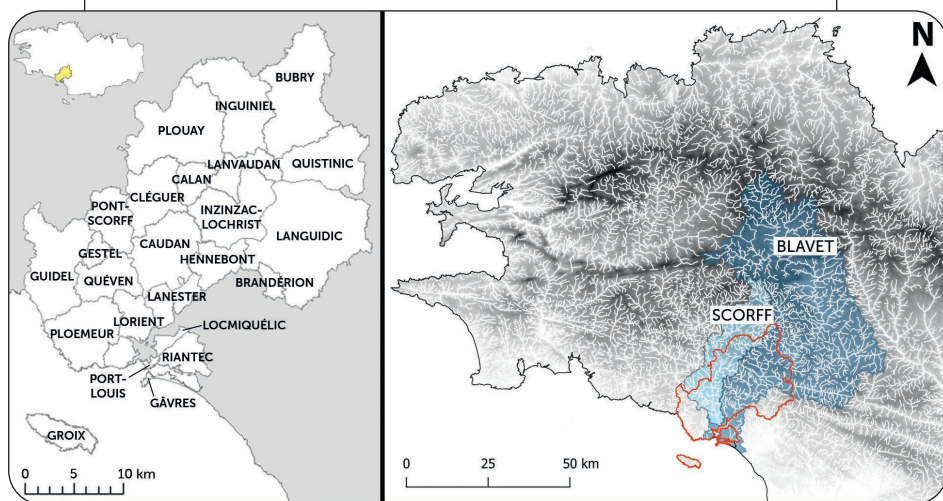 BUBRY
INGUINIEL
PLOUAY
LANVAUDAN
QUISTINIC
CALAN
CLÉGUER
PONT-
SCORFF
INZINZAC-
LOCHRIST
LANGUIDIC
CAUDAN
GESTEL
HENNEBONT
GUIDEL
QUÉVEN
BRANDÉRION
LANESTER
LORIENT
LOCMIQUÉLIC
PLOEMEUR
RIANTEC
PORT-
LOUIS
GÂVRES
GROIX
0 5 10 km
N
BLAVET
SCORFF
0 25 50 km